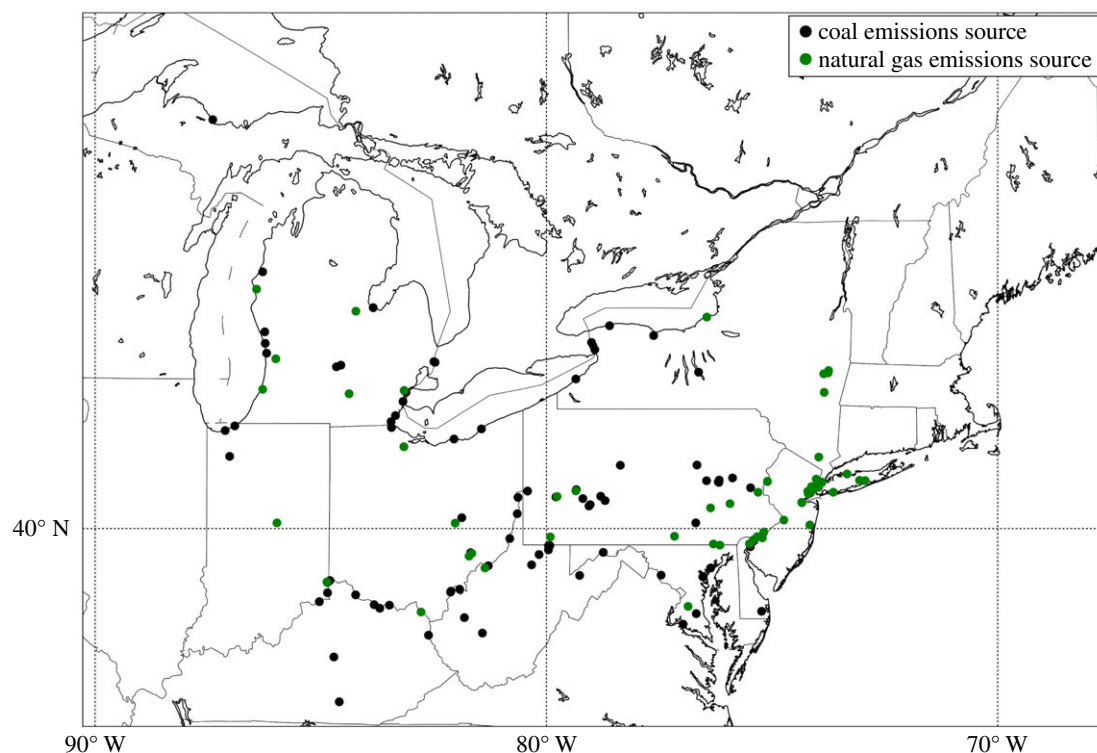 coal emissions source
natural gas emissions source
40° N
90° W
80° W
70° W